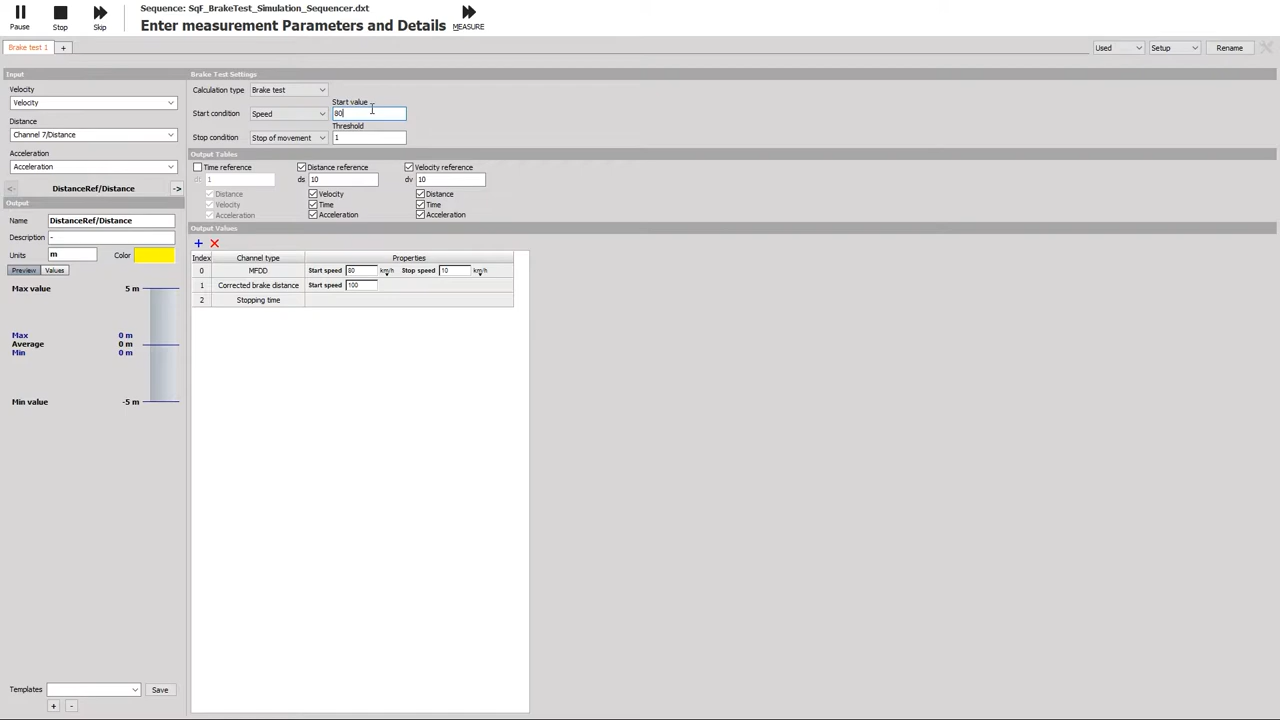 Sequence: SqF_BrakeTest_Simulation_Sequencer.dxt
Pause Stop Skip Enter measurement Parameters and Details MEASURE
Brake test 1 + Used Setup Rename
Input
Velocity
Velocity
Distance
Channel 7/Distance
Acceleration
Acceleration
<- DistanceRef/Distance ->
Output
Name DistanceRef/Distance
Description -
Units m Color
Preview Values
Max value 5 m
Max 0 m
Average 0 m
Min 0 m
Min value -5 m
Templates Save
+ -
Brake Test Settings
Calculation type Brake test
Start value
Start condition Speed 80
Threshold
Stop condition Stop of movement 1
Output Tables
Time reference Distance reference Velocity reference
1 ds 10 dv 10
Distance Velocity Distance
Velocity Time Time
Acceleration Acceleration Acceleration
Output Values
+
Index Channel type Properties
0 MFDD Start speed 80 km/h Stop speed 10 km/h
1 Corrected brake distance Start speed 100
2 Stopping time